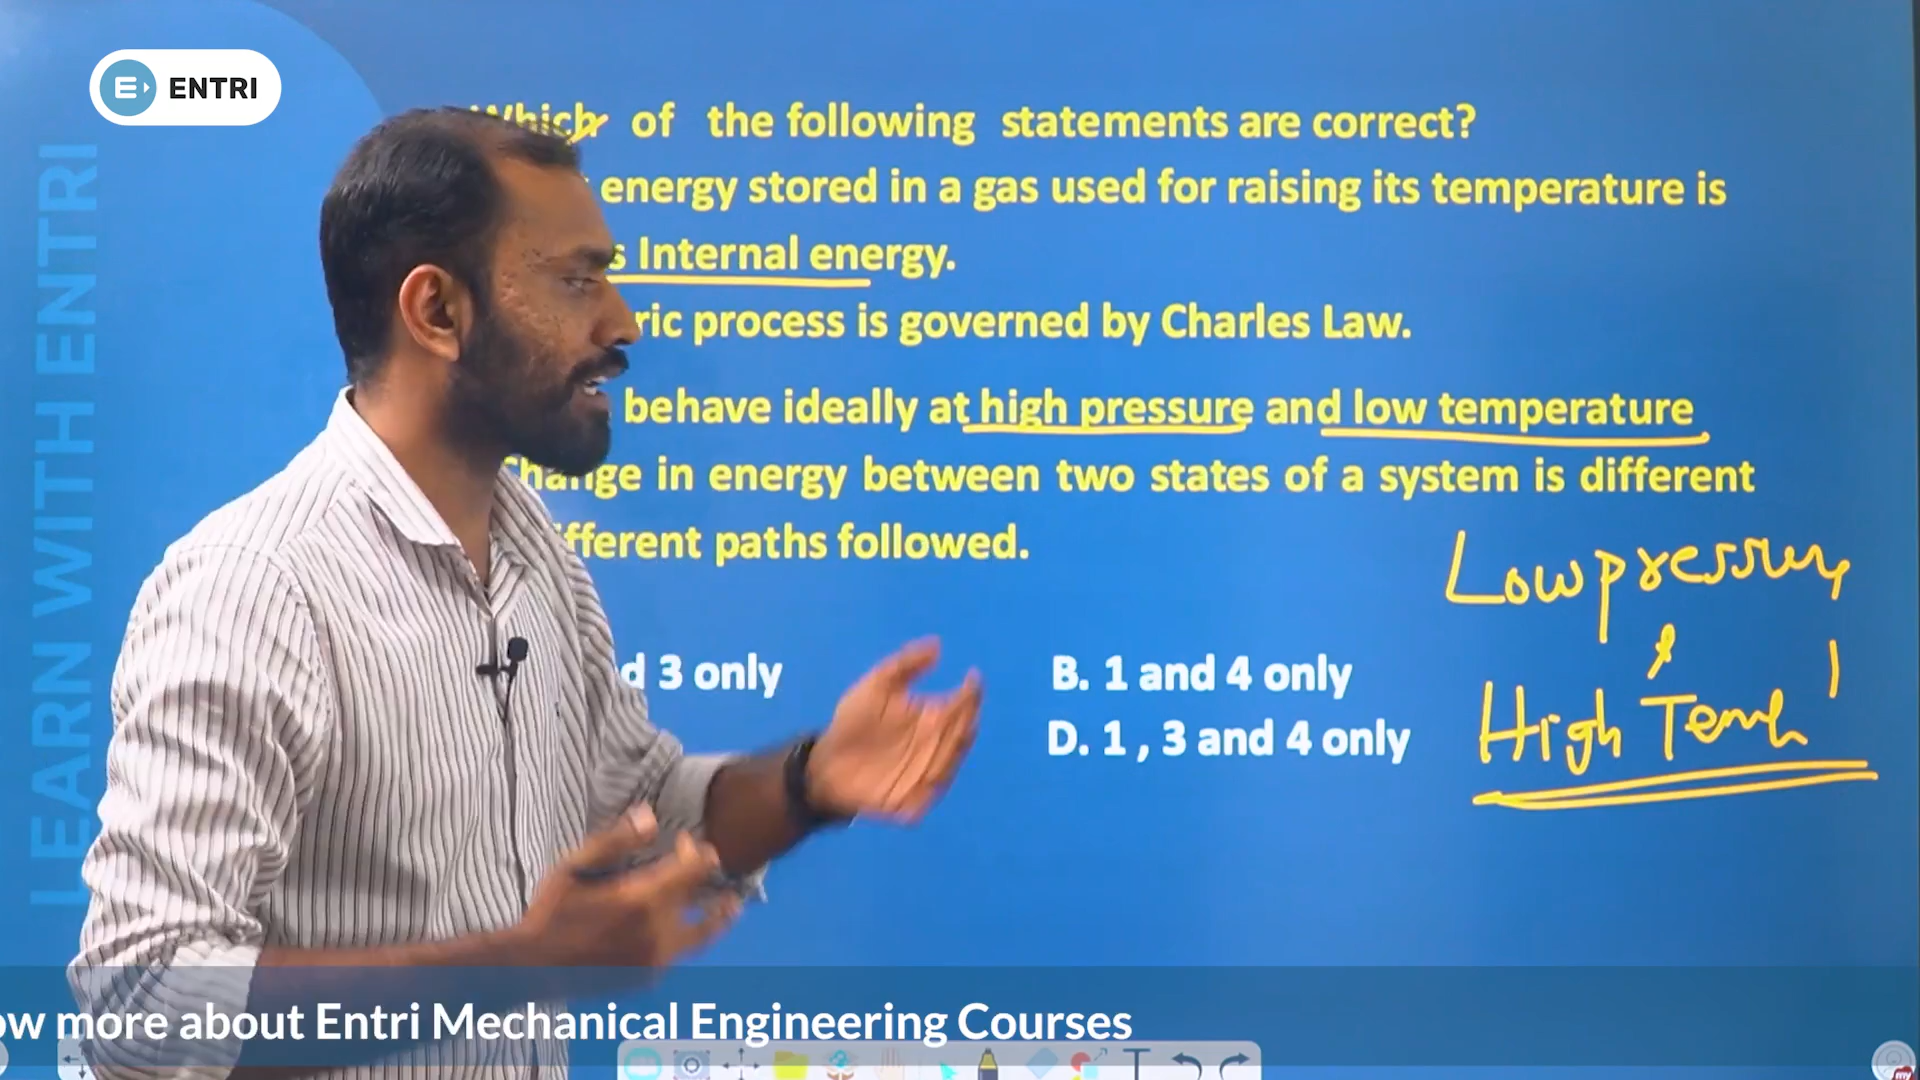 ENTRI
LEARN WITH ENTRI
Which of the following statements are correct?
energy stored in a gas used for raising its temperature is
s Internal energy.
ric process is governed by Charles Law.
behave ideally at high pressure and low temperature
Change in energy between two states of a system is different
fferent paths followed.
Low pressure
&
High Temp
d 3 only
B. 1 and 4 only
D. 1 , 3 and 4 only
ow more about Entri Mechanical Engineering Courses